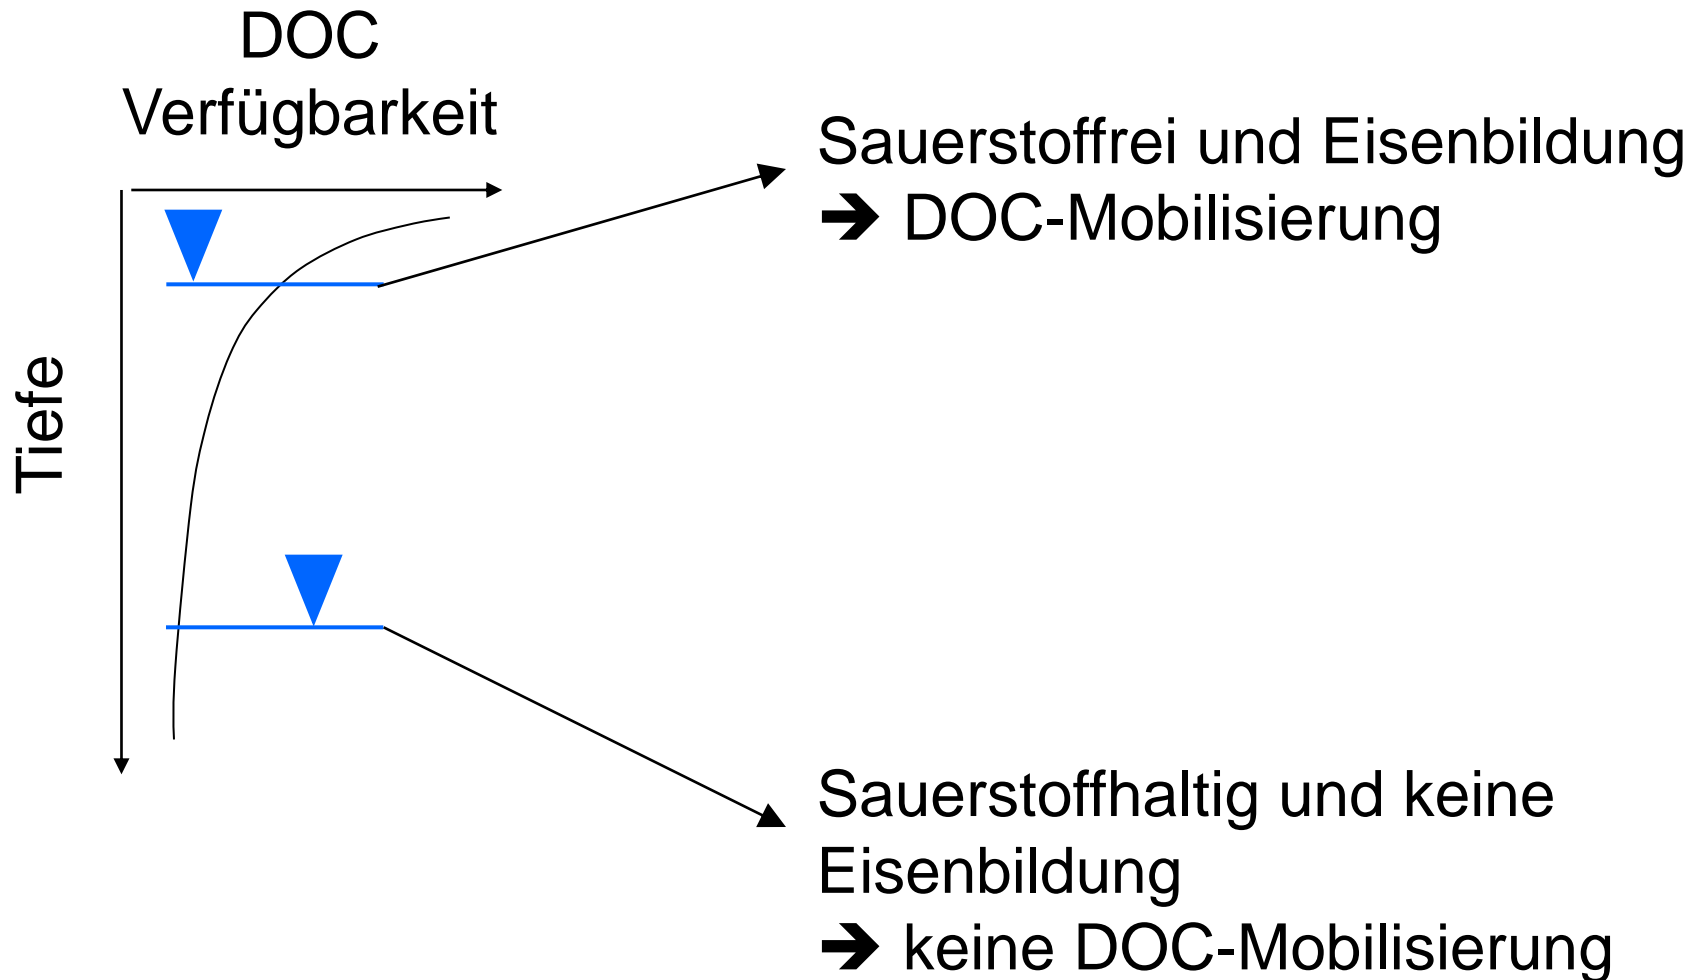 DOC
Verfügbarkeit
Sauerstoffrei und Eisenbildung
➔ DOC-Mobilisierung
Tiefe
Sauerstoffhaltig und keine
Eisenbildung
➔ keine DOC-Mobilisierung